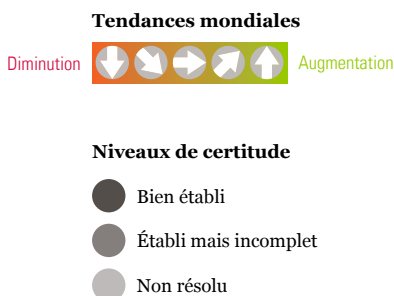 Tendances mondiales
Diminution
Augmentation
Niveaux de certitude
Bien établi
Établi mais incomplet
Non résolu